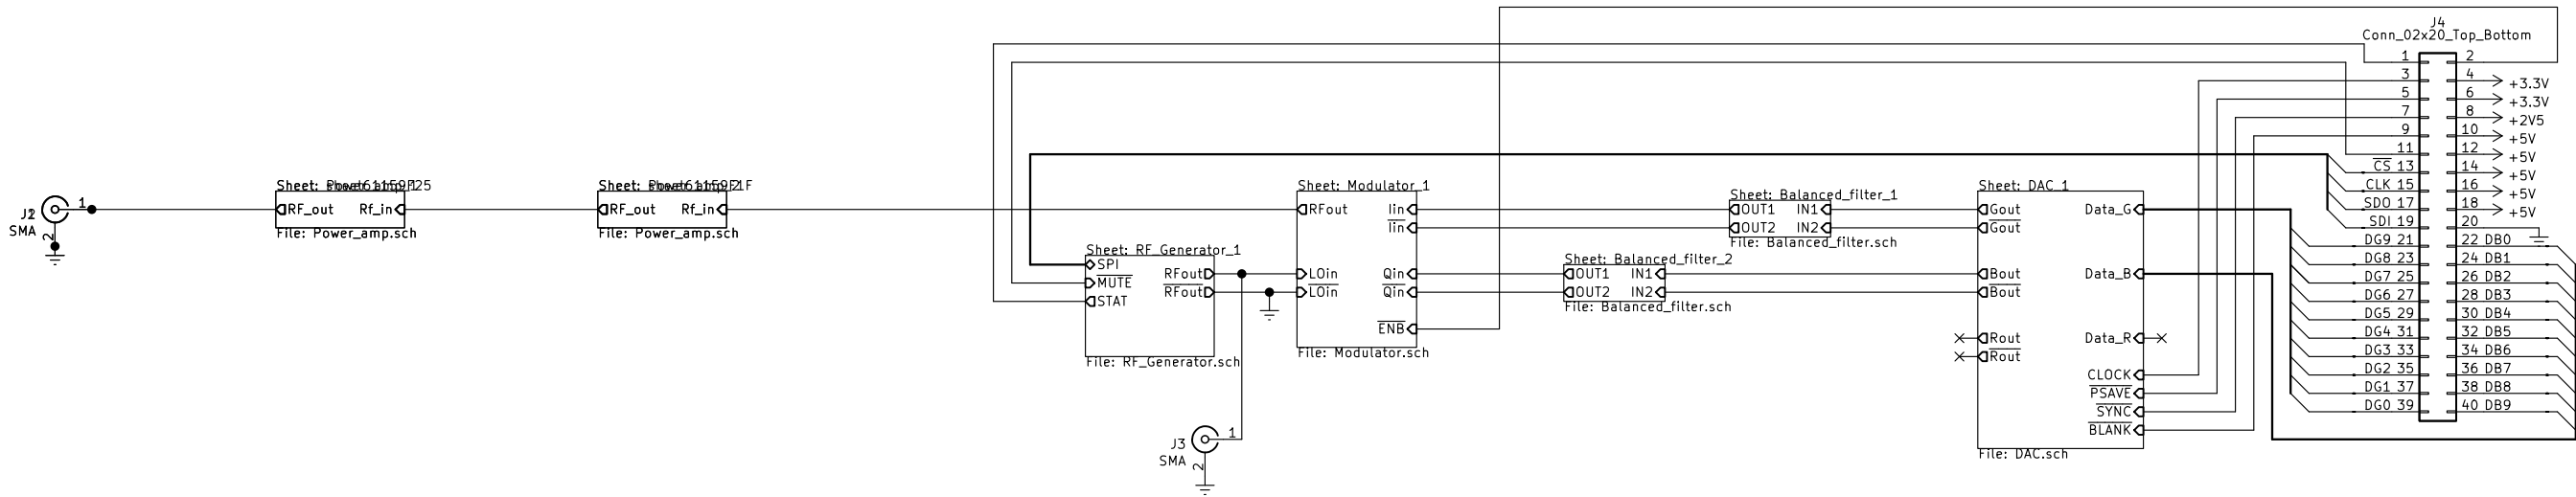 J4
Conn_02x20_Top_Bottom
1 2
3 4 +3.3V
5 6 +3.3V
7 8 +2V5
9 10 +5V
11 12 +5V
CS 13 14 +5V
CLK 15 16 +5V
SDO 17 18 +5V
SDI 19 20
DG9 21 22 DB0
DG8 23 24 DB1
DG7 25 26 DB2
DG6 27 28 DB3
DG5 29 30 DB4
DG4 31 32 DB5
DG3 33 34 DB6
DG2 35 36 DB7
DG1 37 38 DB8
DG0 39 40 DB9
1
SMA
2
Sheet:
RF_out Rf_in
File: Power_amp.sch
Sheet:
RF_out Rf_in
File: Power_amp.sch
Sheet: RF_Generator_1
SPI
MUTE
STAT
RFout
RFout
File: RF_Generator.sch
J3
SMA
1
2
Sheet: Modulator_1
RFout Iin
Iin
LOin Qin
LOin Qin
ENB
File: Modulator.sch
Sheet: Balanced_filter_1
OUT1 IN1
OUT2 IN2
File: Balanced_filter.sch
Sheet: Balanced_filter_2
OUT1 IN1
OUT2 IN2
File: Balanced_filter.sch
Sheet: DAC_1
Gout Data_G
Gout
Bout Data_B
Bout
Rout Data_R
Rout
CLOCK
PSAVE
SYNC
BLANK
File: DAC.sch